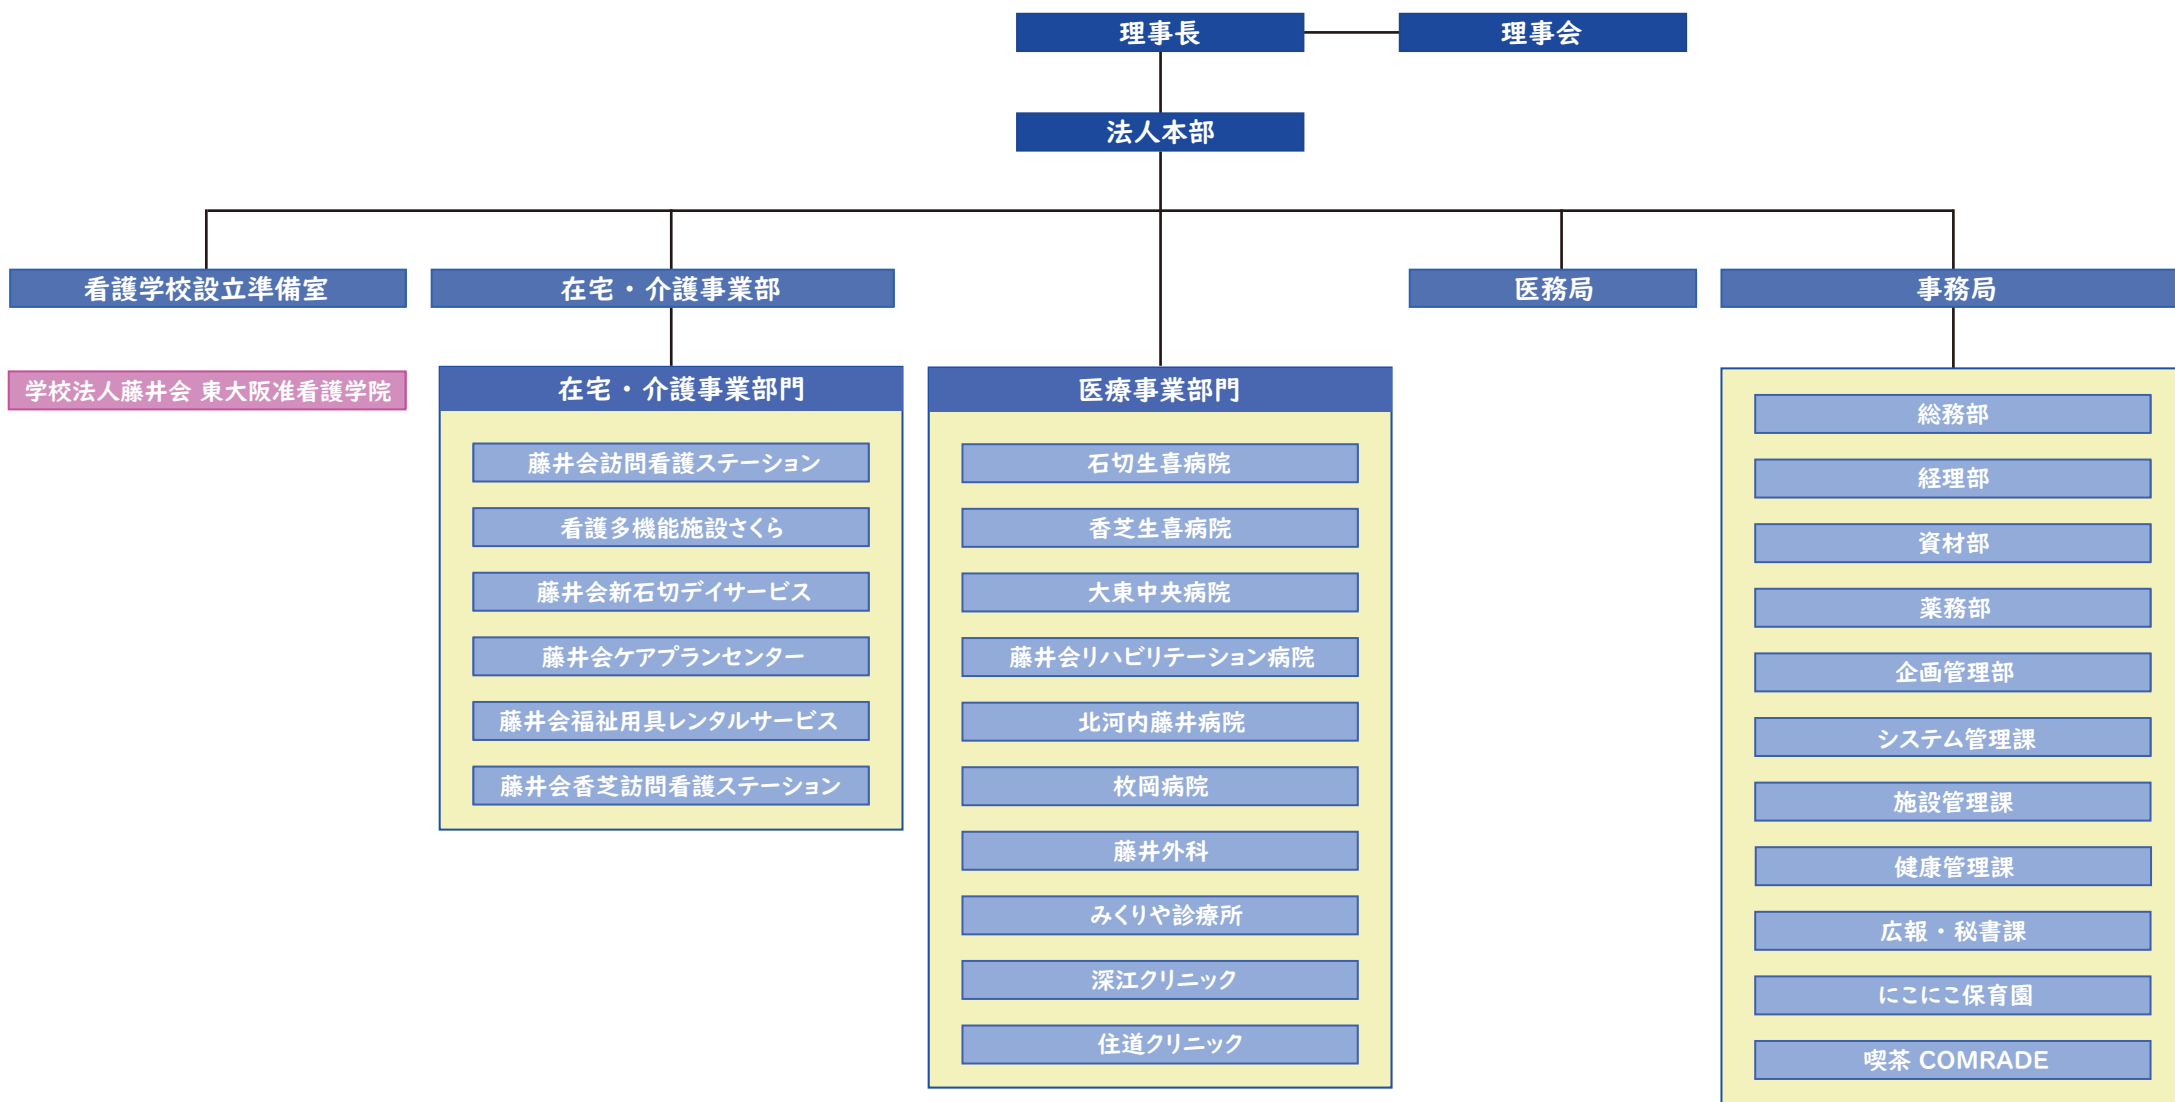 理事長
理事会
法人本部
看護学校設立準備室
在宅・介護事業部
医務局
事務局
学校法人藤井会 東大阪准看護学院
在宅・介護事業部門
藤井会訪問看護ステーション
看護多機能施設さくら
藤井会新石切デイサービス
藤井会ケアプランセンター
藤井会福祉用具レンタルサービス
藤井会香芝訪問看護ステーション
医療事業部門
石切生喜病院
香芝生喜病院
大東中央病院
藤井会リハビリテーション病院
北河内藤井病院
枚岡病院
藤井外科
みくりや診療所
深江クリニック
住道クリニック
総務部
経理部
資材部
薬務部
企画管理部
システム管理課
施設管理課
健康管理課
広報・秘書課
にこにこ保育園
喫茶 COMRADE